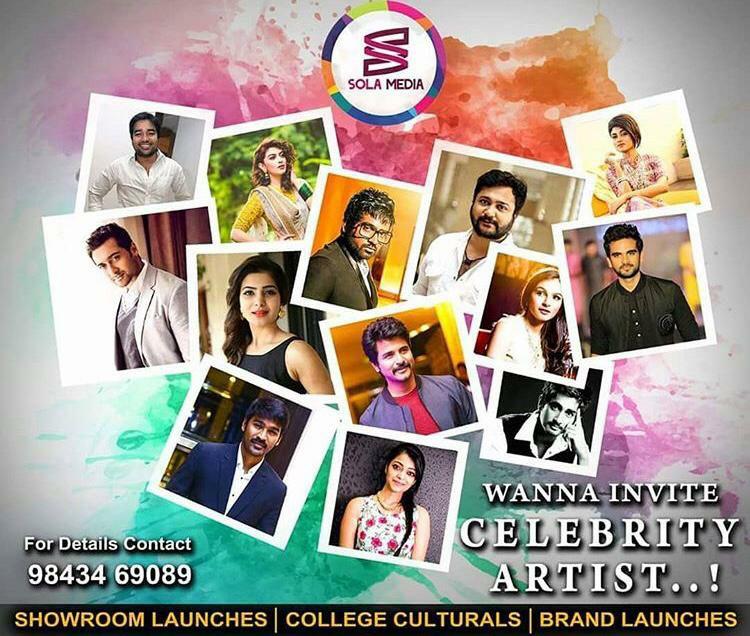 SOLA MEDIA
WANNA INVITE
CELEBRITY
ARTIST..!
For Details Contact
98434 69089
SHOWROOM LAUNCHES | COLLEGE CULTURALS | BRAND LAUNCHES